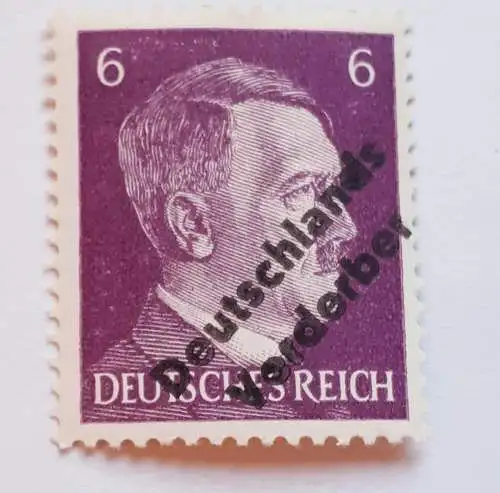 6 6
Deutschlands
Verderber
DEUTSCHES REICH